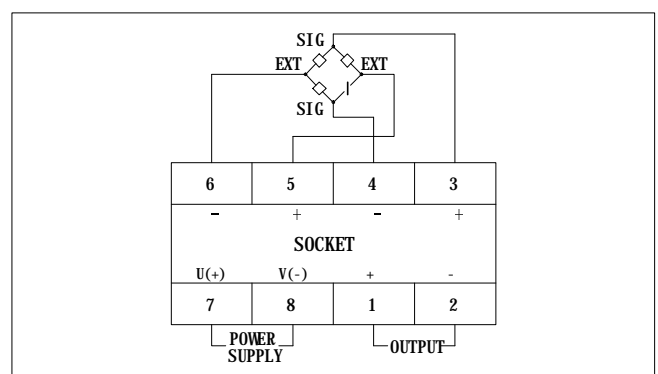 SIG
EXT EXT
SIG
6 5 4 3
- + - +
SOCKET
U(+) V(-) + -
7 8 1 2
POWER SUPPLY OUTPUT